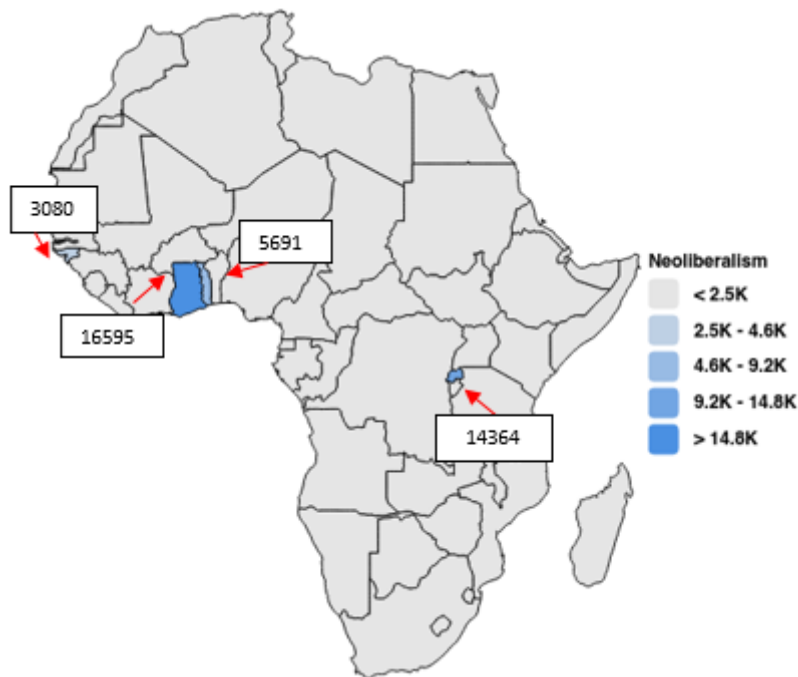 3080
5691
16595
14364
Neoliberalism
< 2.5K
2.5K - 4.6K
4.6K - 9.2K
9.2K - 14.8K
> 14.8K